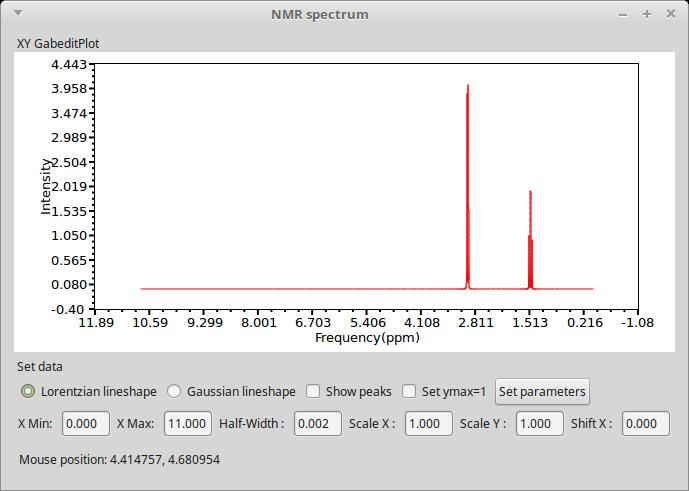 NMR spectrum
XY GabeditPlot
4.443
3.958
3.474
2.989
2.504
2.019
1.535
1.050
0.565
0.080
-0.40
Intensity
11.89 10.59 9.299 8.001 6.703 5.406 4.108 2.811 1.513 0.216 -1.08
Frequency(ppm)
Set data
Lorentzian lineshape Gaussian lineshape Show peaks Set ymax=1 Set parameters
X Min: 0.000 X Max: 11.000 Half-Width : 0.002 Scale X : 1.000 Scale Y : 1.000 Shift X : 0.000
Mouse position: 4.414757, 4.680954